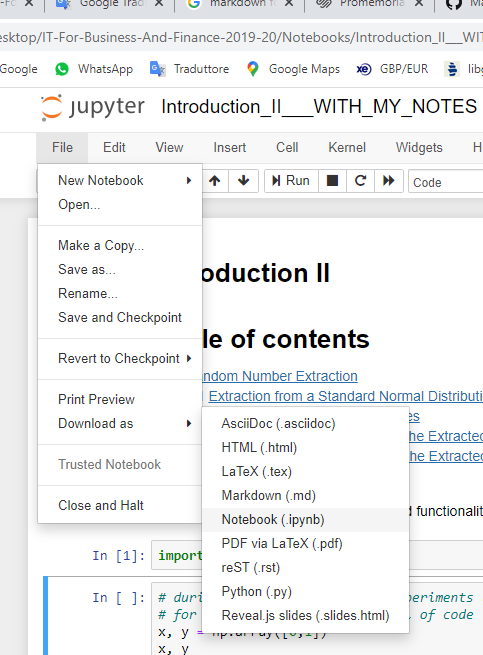 Google Trad
markdown fo
Promemoria
Ma
esktop/IT-For-Business-And-Finance-2019-20/Notebooks/Introduction_II___WIT
Google WhatsApp Traduttore Google Maps GBP/EUR libg
jupyter Introduction_II___WITH_MY_NOTES
File Edit View Insert Cell Kernel Widgets H
Run Code
New Notebook
Open...
Make a Copy...
Save as...
Rename...
Save and Checkpoint
Revert to Checkpoint
Print Preview
Download as
Trusted Notebook
Close and Halt
oduction II
le of contents
ndom Number Extraction
Extraction from a Standard Normal Distributi
es
he Extracted
he Extracted
d functionalit
AsciiDoc (.asciidoc)
HTML (.html)
LaTeX (.tex)
Markdown (.md)
Notebook (.ipynb)
PDF via LaTeX (.pdf)
reST (.rst)
Python (.py)
Reveal.js slides (.slides.html)
In [1]: impor
In [ ]: # duri periments
# for l of code
x, y = np.array([0,1])
x, y